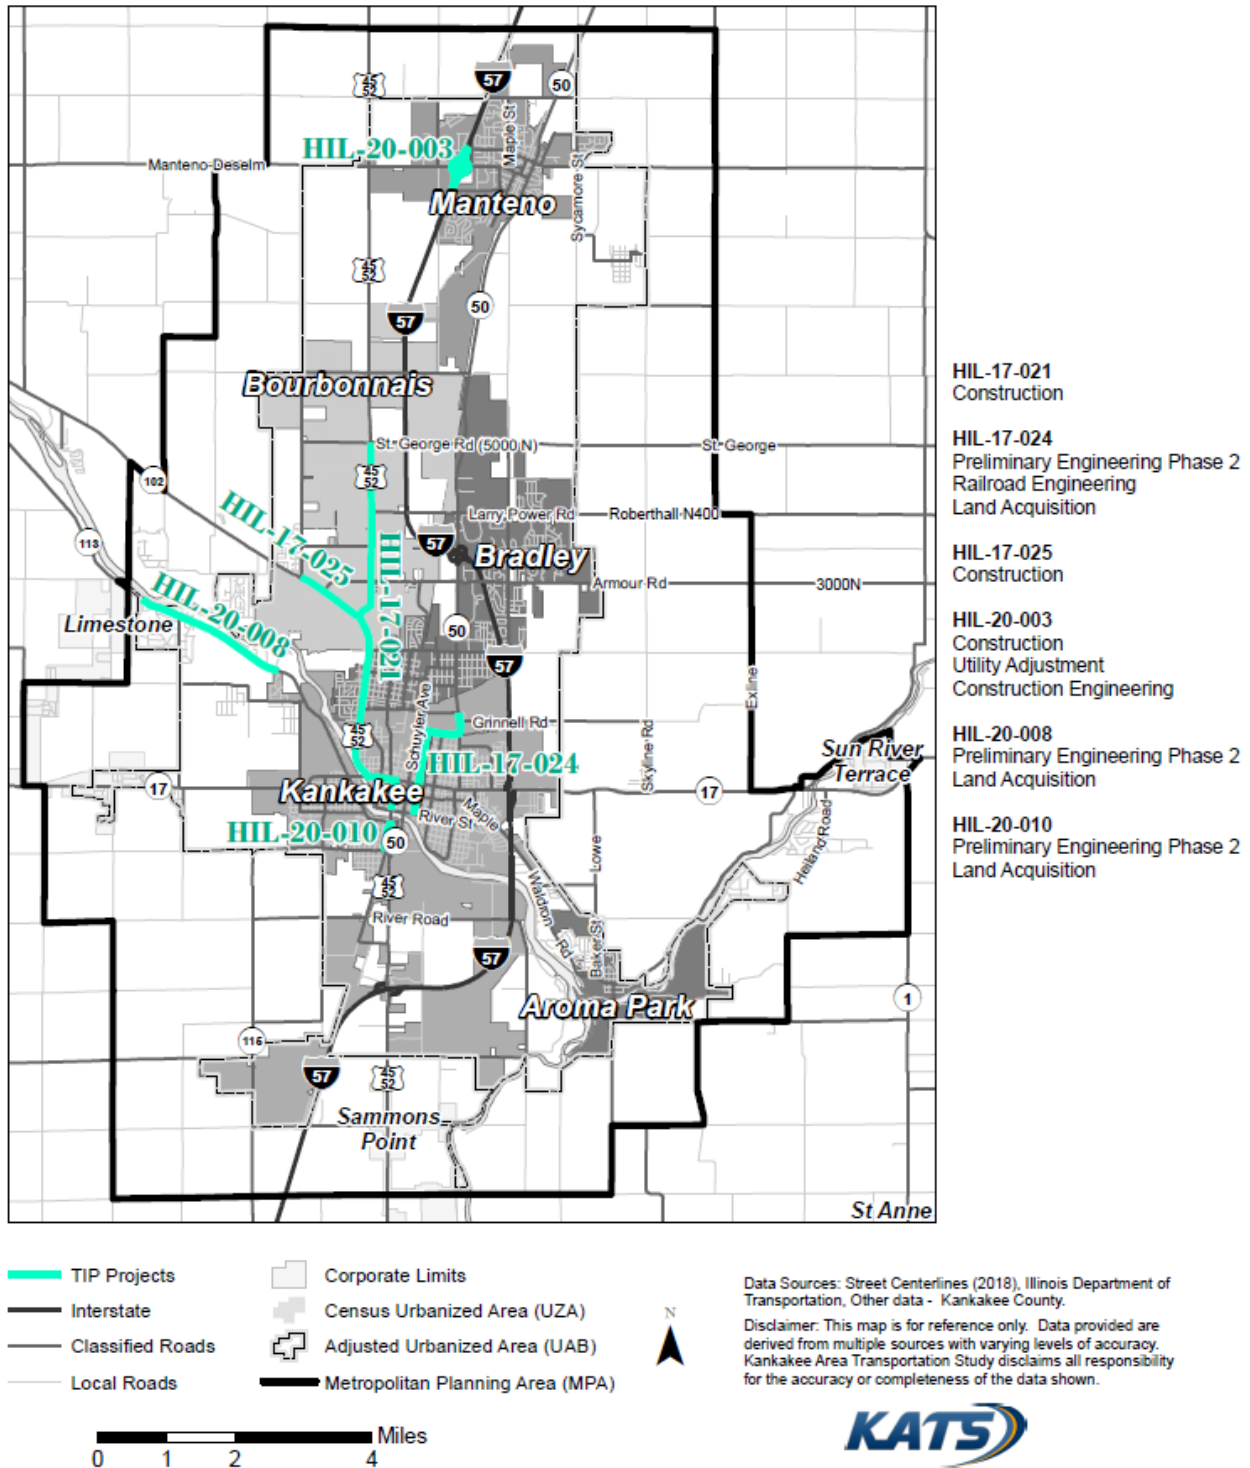 57
45
52
50
HIL-20-003
Maple St
Manteno-Deselm
Sycamore St
Manteno
45
52
50
57
Bourbonnais
St. George Rd (5000 N)
St. George
45
52
102
HIL-17-025
Larry Power Rd
Roberthall N400
113
57
Bradley
HIL-17-021
Armour Rd
3000N
HIL-20-008
Limestone
50
57
Exline
Schuyler Ave
Grinnell Rd
45
52
Skyline Rd
Sun River
Terrace
HIL-17-024
17
Kankakee
17
Maple
River St
HIL-20-010
50
Lowe
Heiland Road
45
52
Waldron Rd
River Road
Baker St
57
Aroma Park
1
115
57
45
52
Sammons
Point
St Anne
HIL-17-021
Construction
HIL-17-024
Preliminary Engineering Phase 2
Railroad Engineering
Land Acquisition
HIL-17-025
Construction
HIL-20-003
Construction
Utility Adjustment
Construction Engineering
HIL-20-008
Preliminary Engineering Phase 2
Land Acquisition
HIL-20-010
Preliminary Engineering Phase 2
Land Acquisition
TIP Projects
Interstate
Classified Roads
Local Roads
Corporate Limits
Census Urbanized Area (UZA)
Adjusted Urbanized Area (UAB)
Metropolitan Planning Area (MPA)
N
Data Sources: Street Centerlines (2018), Illinois Department of
Transportation, Other data - Kankakee County.
Disclaimer: This map is for reference only. Data provided are
derived from multiple sources with varying levels of accuracy.
Kankakee Area Transportation Study disclaims all responsibility
for the accuracy or completeness of the data shown.
Miles
0 1 2 4
KATS